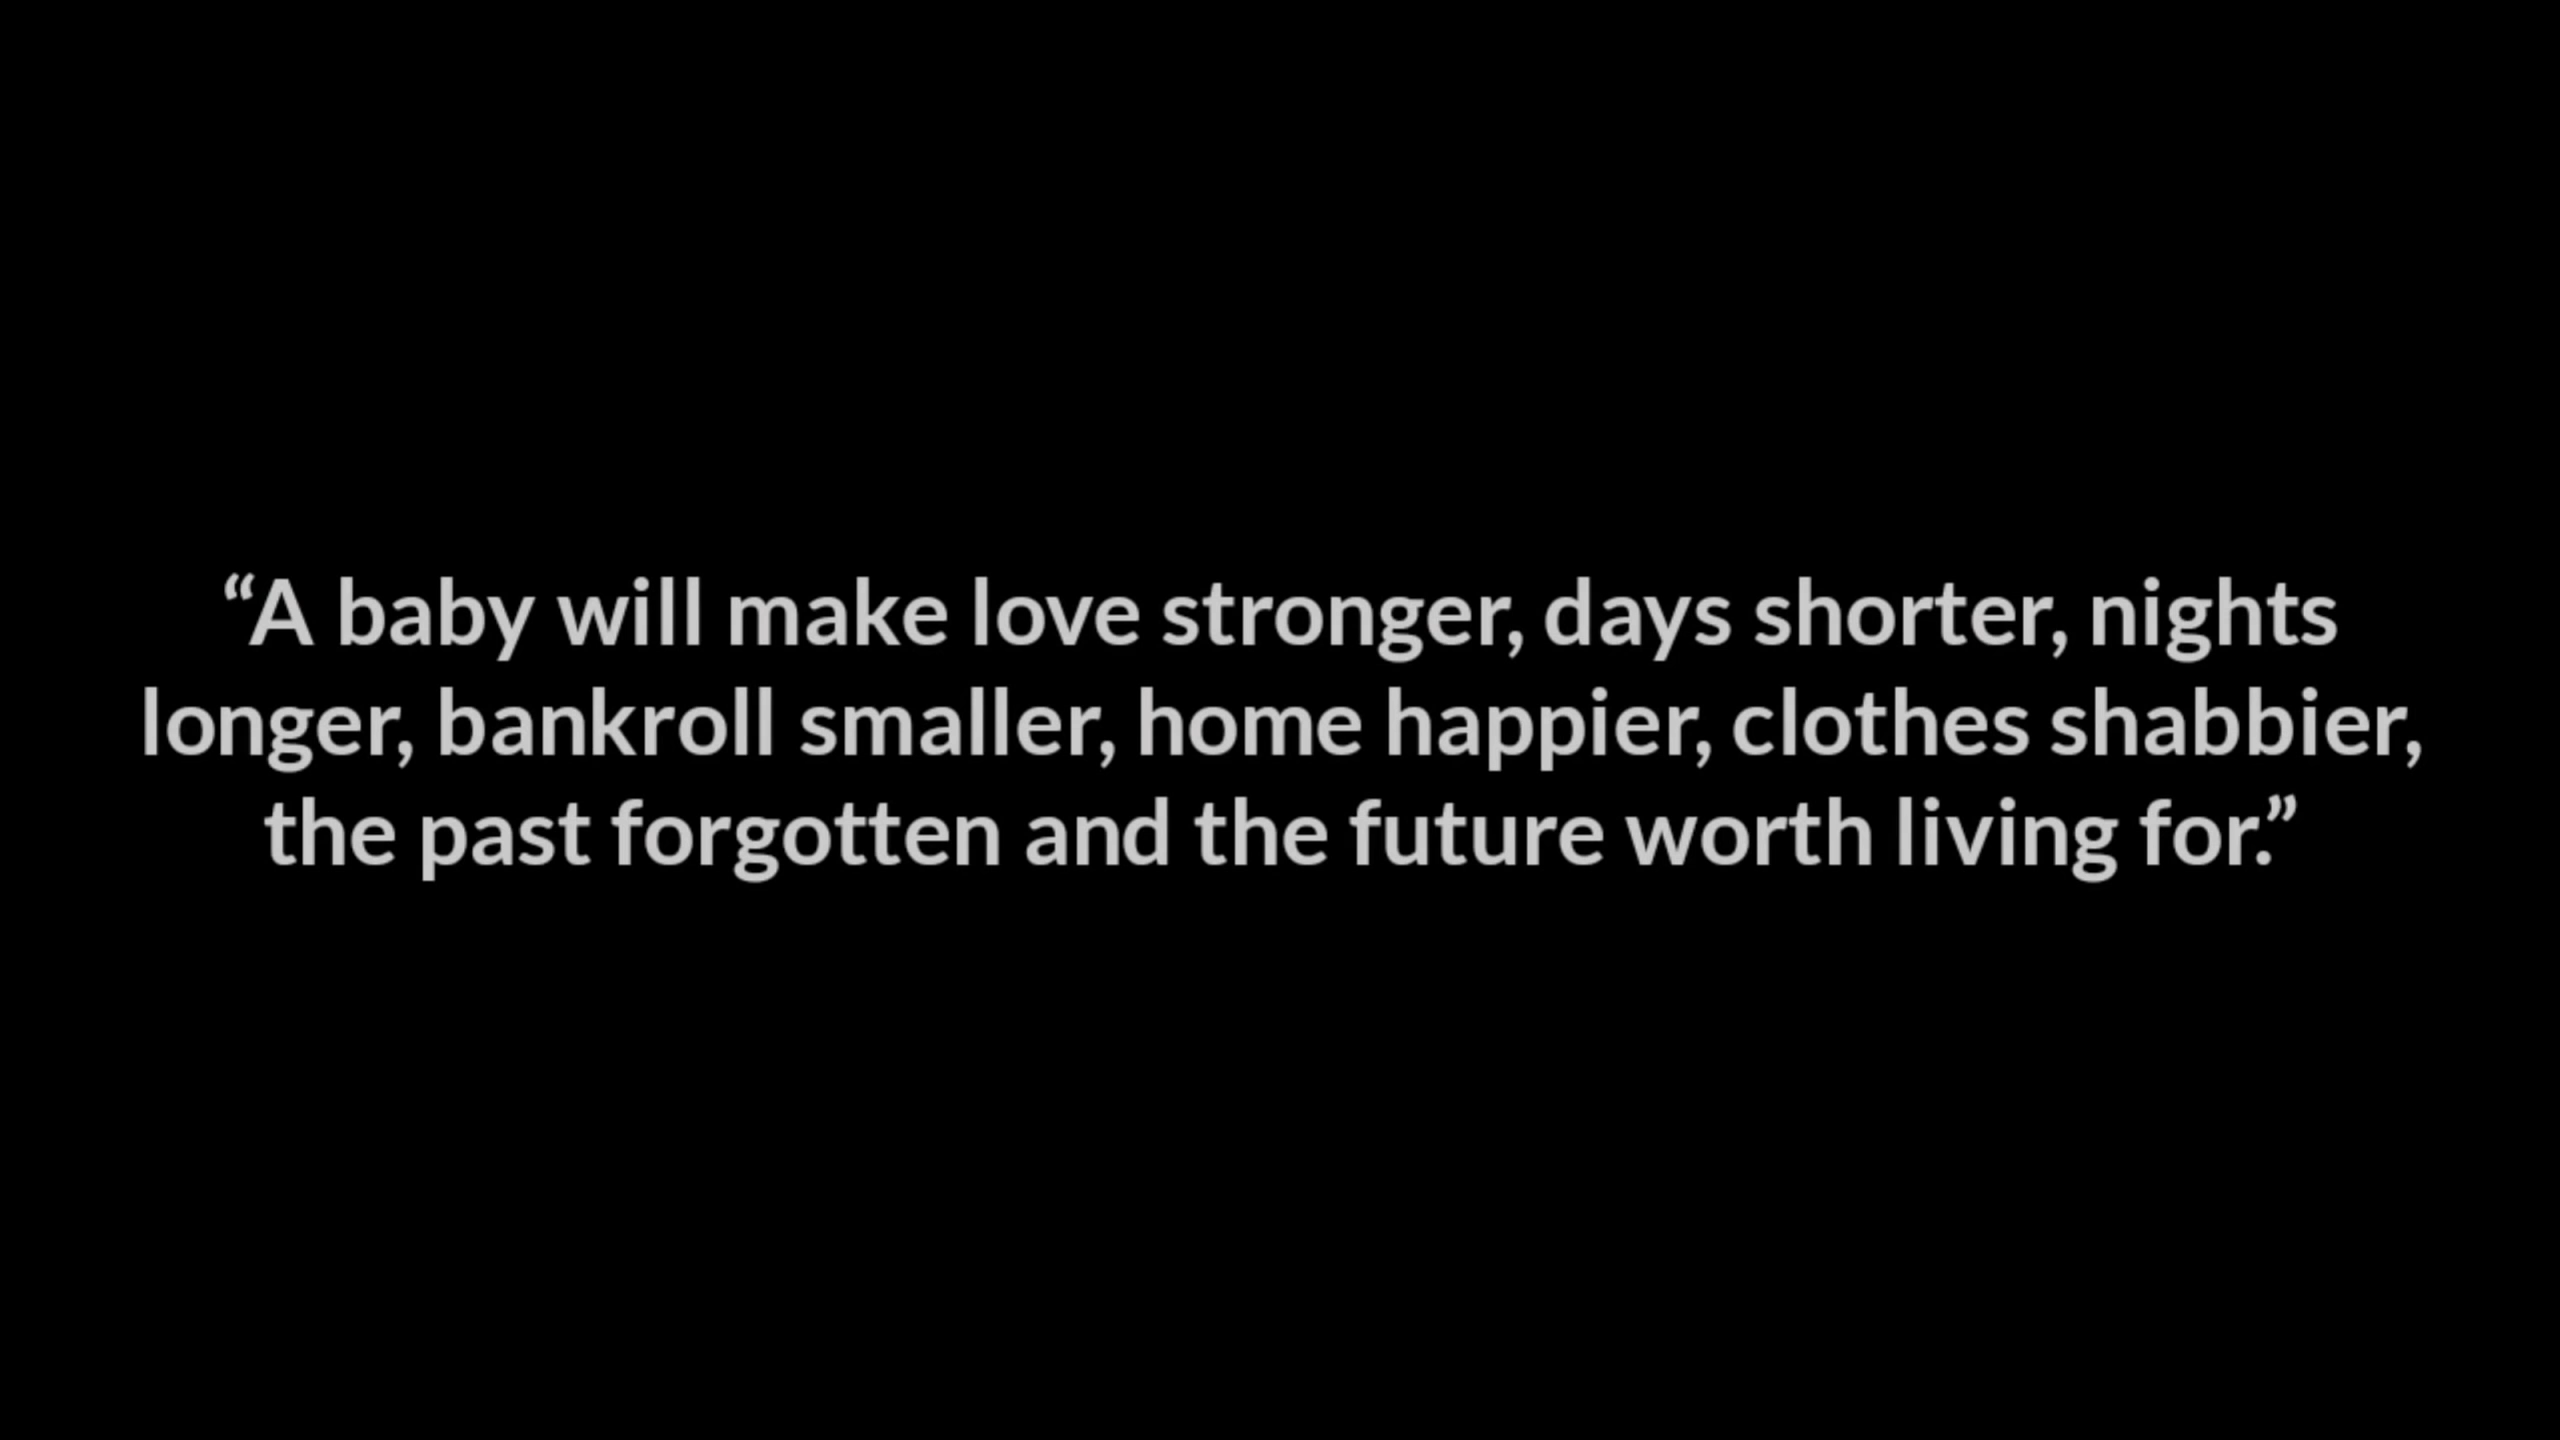 “A baby will make love stronger, days shorter, nights
longer, bankroll smaller, home happier, clothes shabbier,
the past forgotten and the future worth living for.”